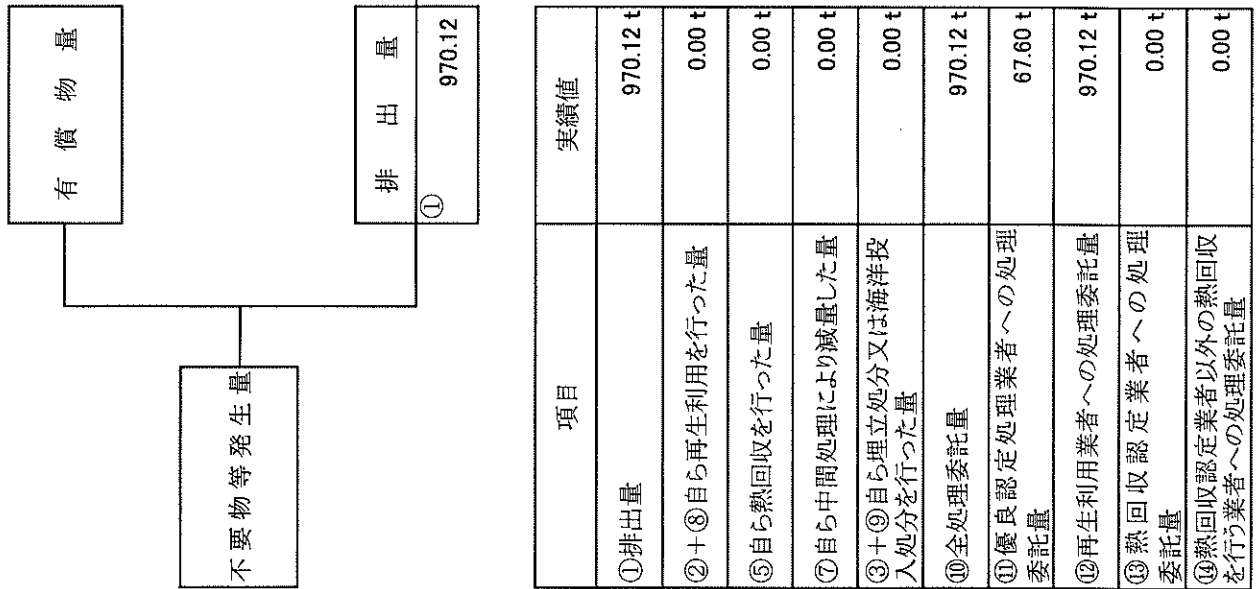 有償物量
不要物等発生量
排出量
①
970.12
項目 実績値
①排出量 970.12 t
②+⑧自ら再生利用を行った量 0.00 t
⑤自ら熱回収を行った量 0.00 t
⑦自ら中間処理により減量した量 0.00 t
③+⑨自ら埋立処分又は海洋投
入処分を行った量 0.00 t
⑩全処理委託量 970.12 t
⑪優良認定処理業者への処理
委託量 67.60 t
⑫再生利用業者への処理委託量 970.12 t
⑬熱回収認定業者への処理
委託量 0.00 t
⑭熱回収認定業者以外の熱回収
を行う業者への処理委託量 0.00 t